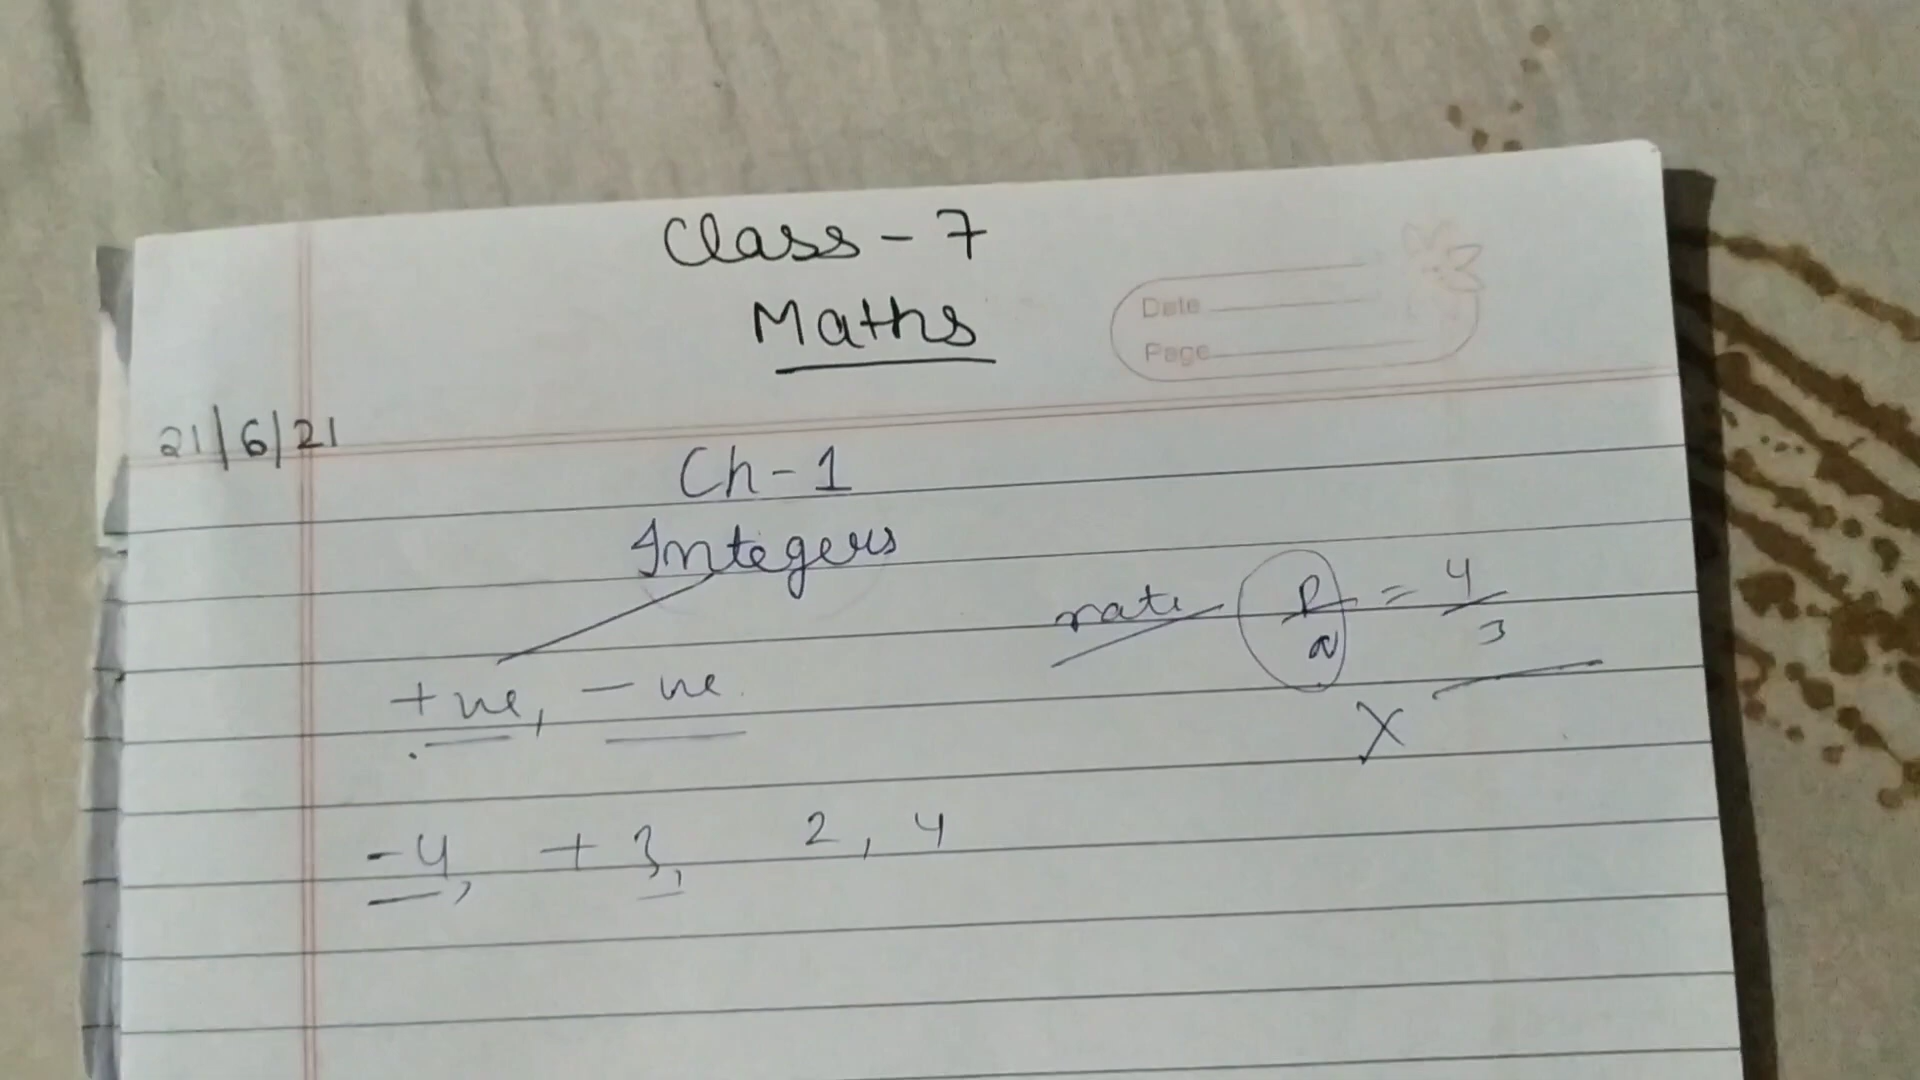 Class - 7
Maths
Date
Page
21/6/21
Ch-1
Integers
+ve, -ve
rati P/q = 4/3
X
-4, +3, 2, 4